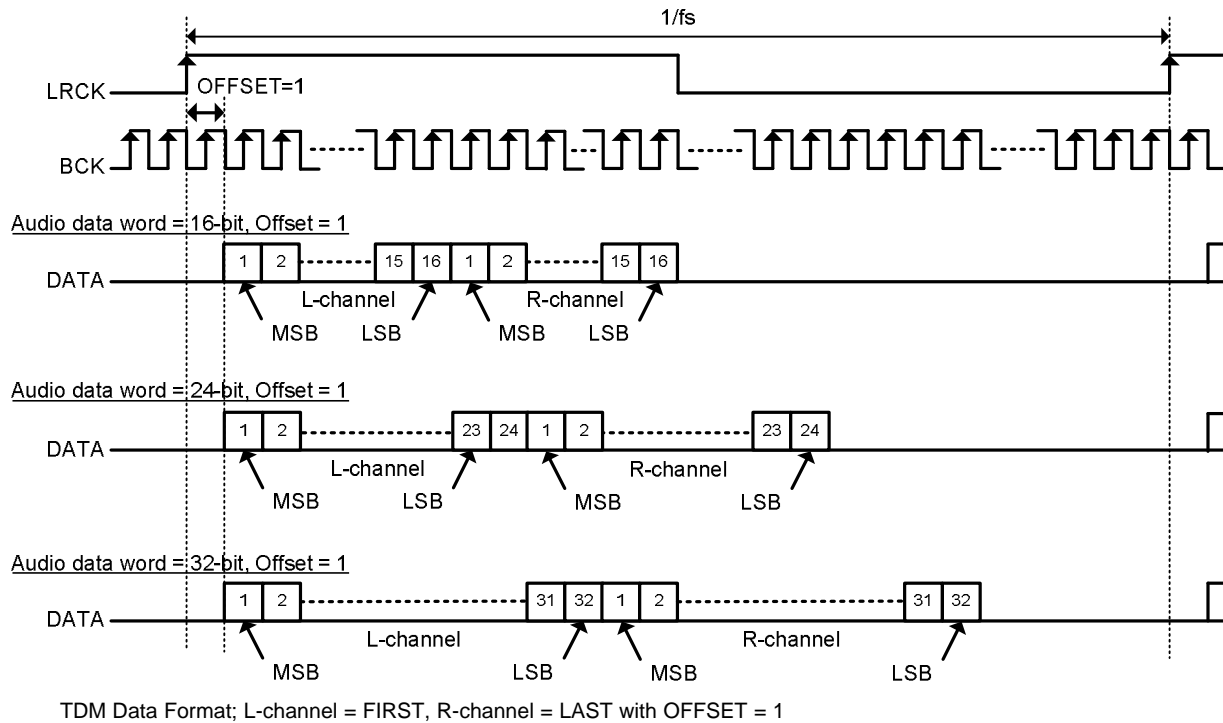 1/fs
LRCK
OFFSET=1
BCK
Audio data word = 16-bit, Offset = 1
DATA
1 2 15 16 1 2 15 16
L-channel R-channel
MSB LSB MSB LSB
Audio data word = 24-bit, Offset = 1
DATA
1 2 23 24 1 2 23 24
L-channel R-channel
MSB LSB MSB LSB
Audio data word = 32-bit, Offset = 1
DATA
1 2 31 32 1 2 31 32
L-channel R-channel
MSB LSB MSB LSB
TDM Data Format; L-channel = FIRST, R-channel = LAST with OFFSET = 1